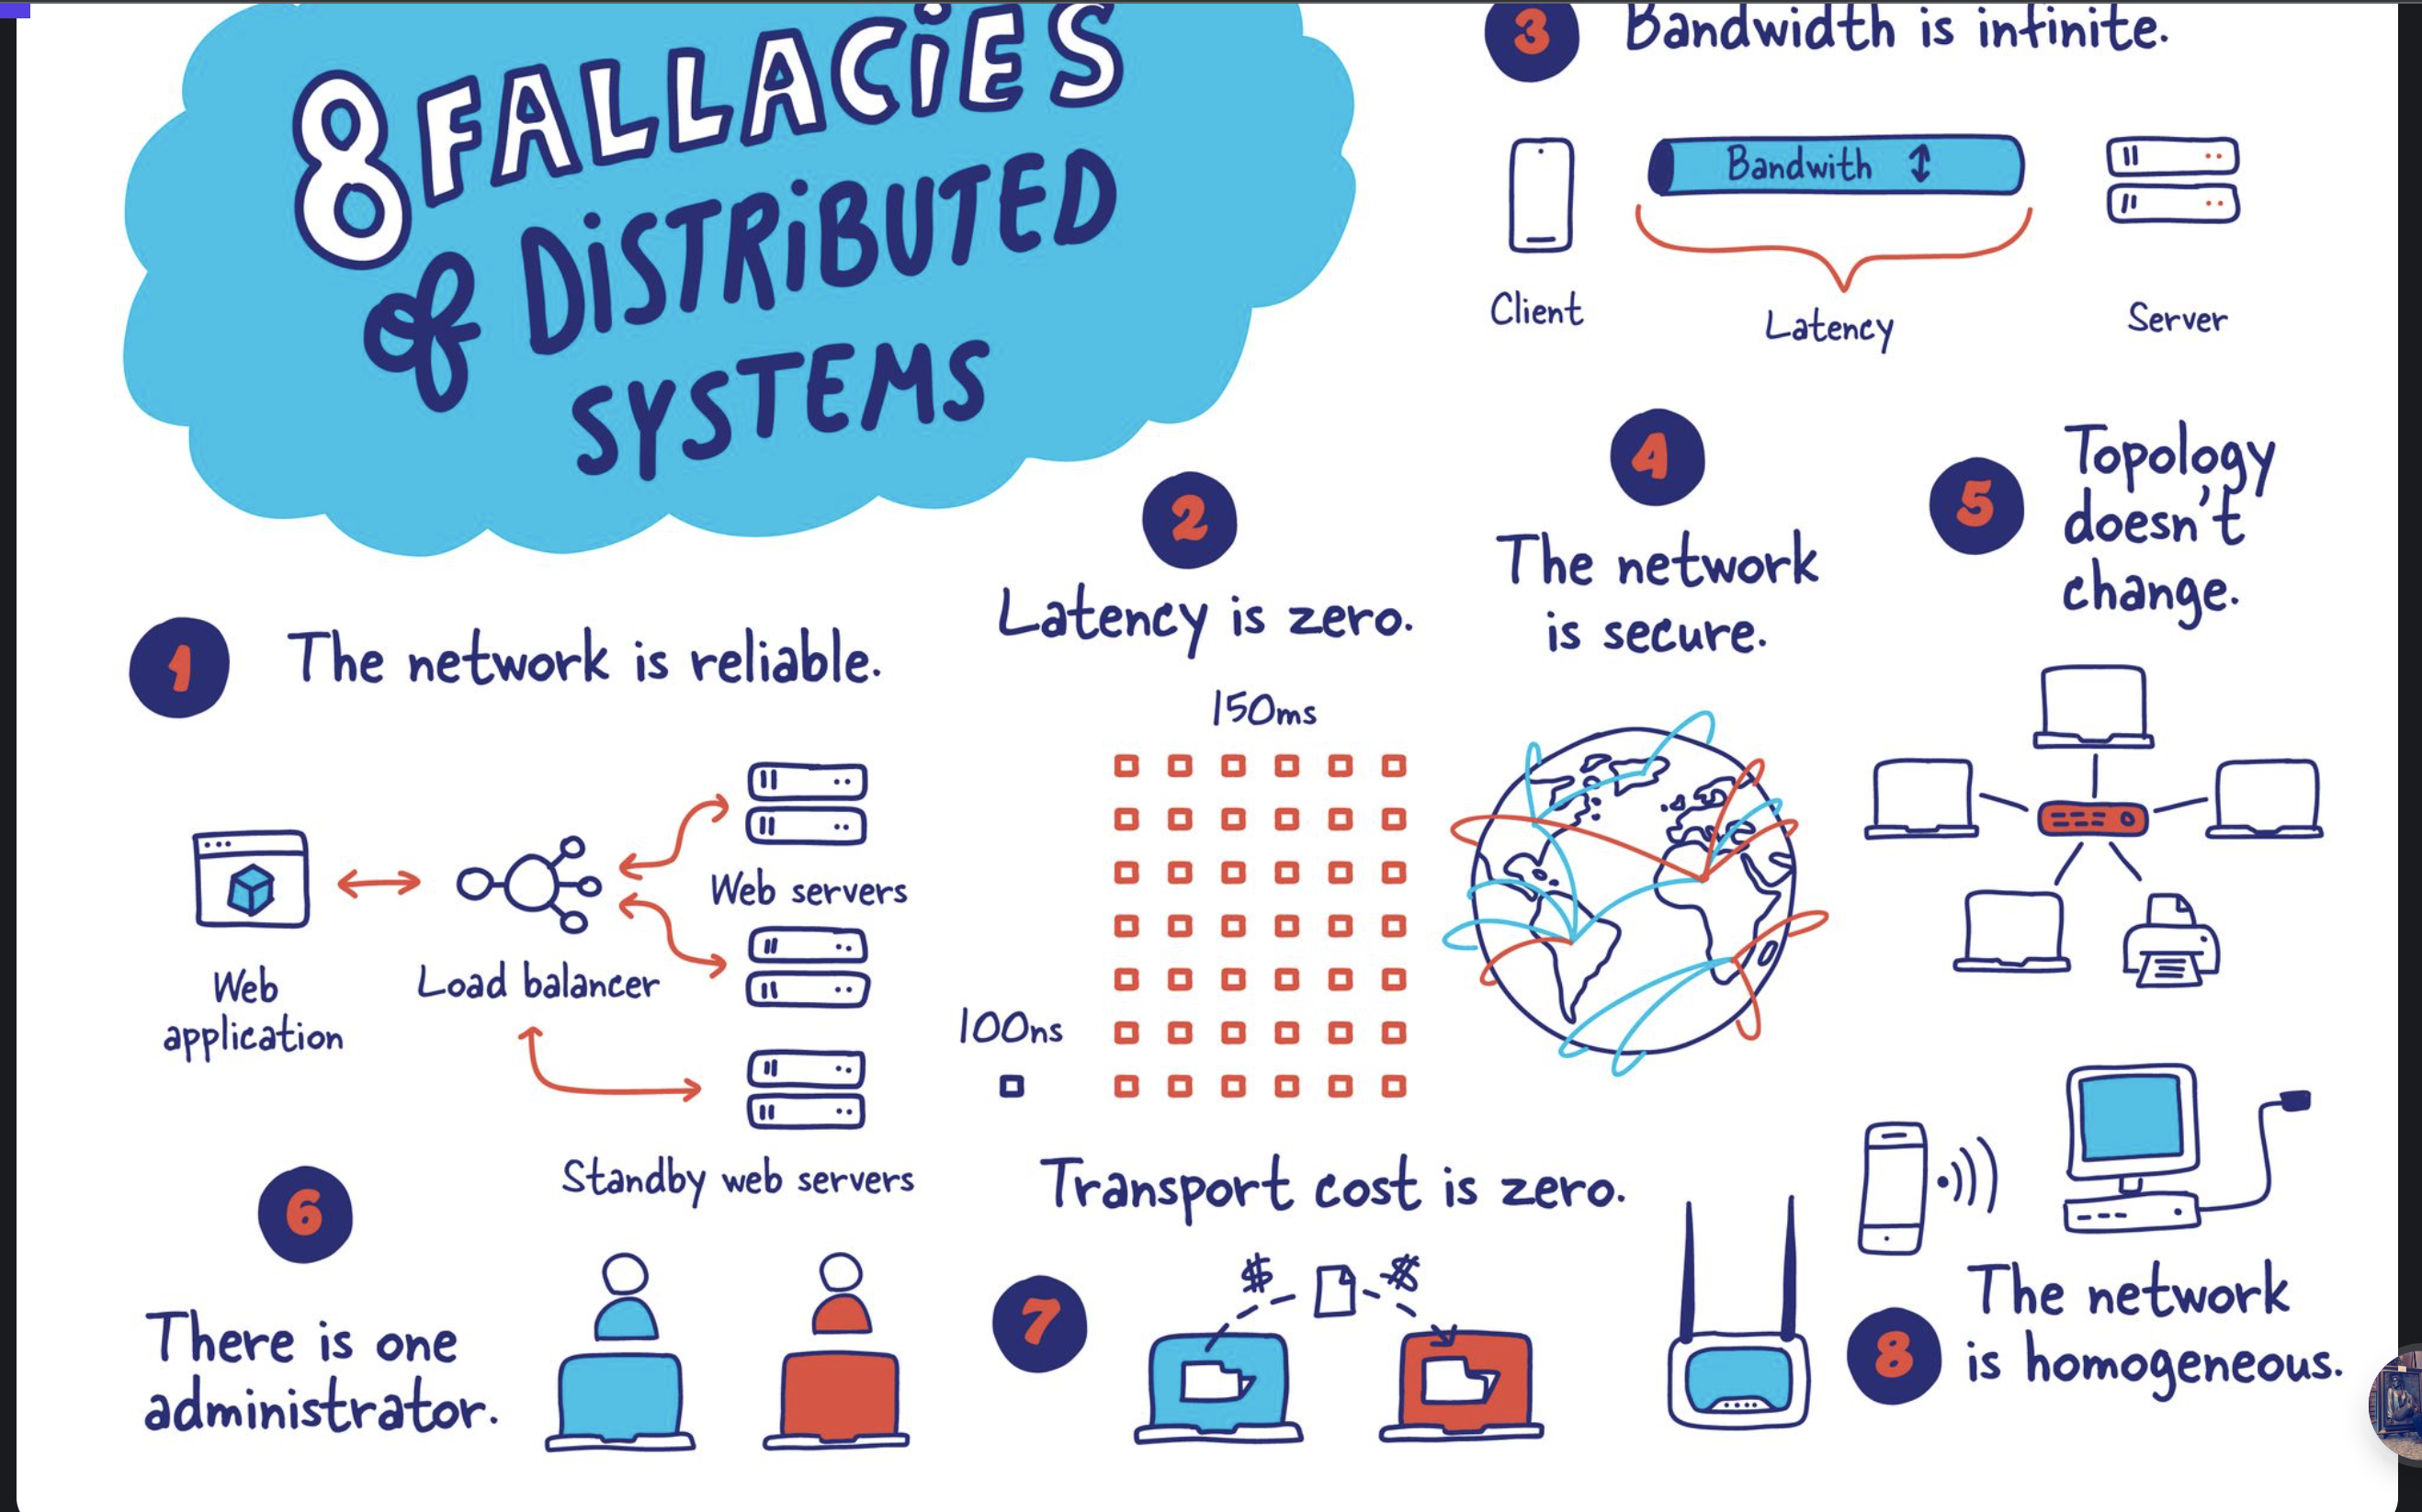 8 FALLACiES
of DiSTRiBUTED
SYSTEMS
1 The network is reliable.
Web
application
Load balancer
Web servers
Standby web servers
2
Latency is zero.
150ms
100ns
3 Bandwidth is infinite.
Bandwith
Client
Latency
Server
4
The network
is secure.
5
Topology
doesn't
change.
6
There is one
administrator.
7
Transport cost is zero.
$ $
8
The network
is homogeneous.